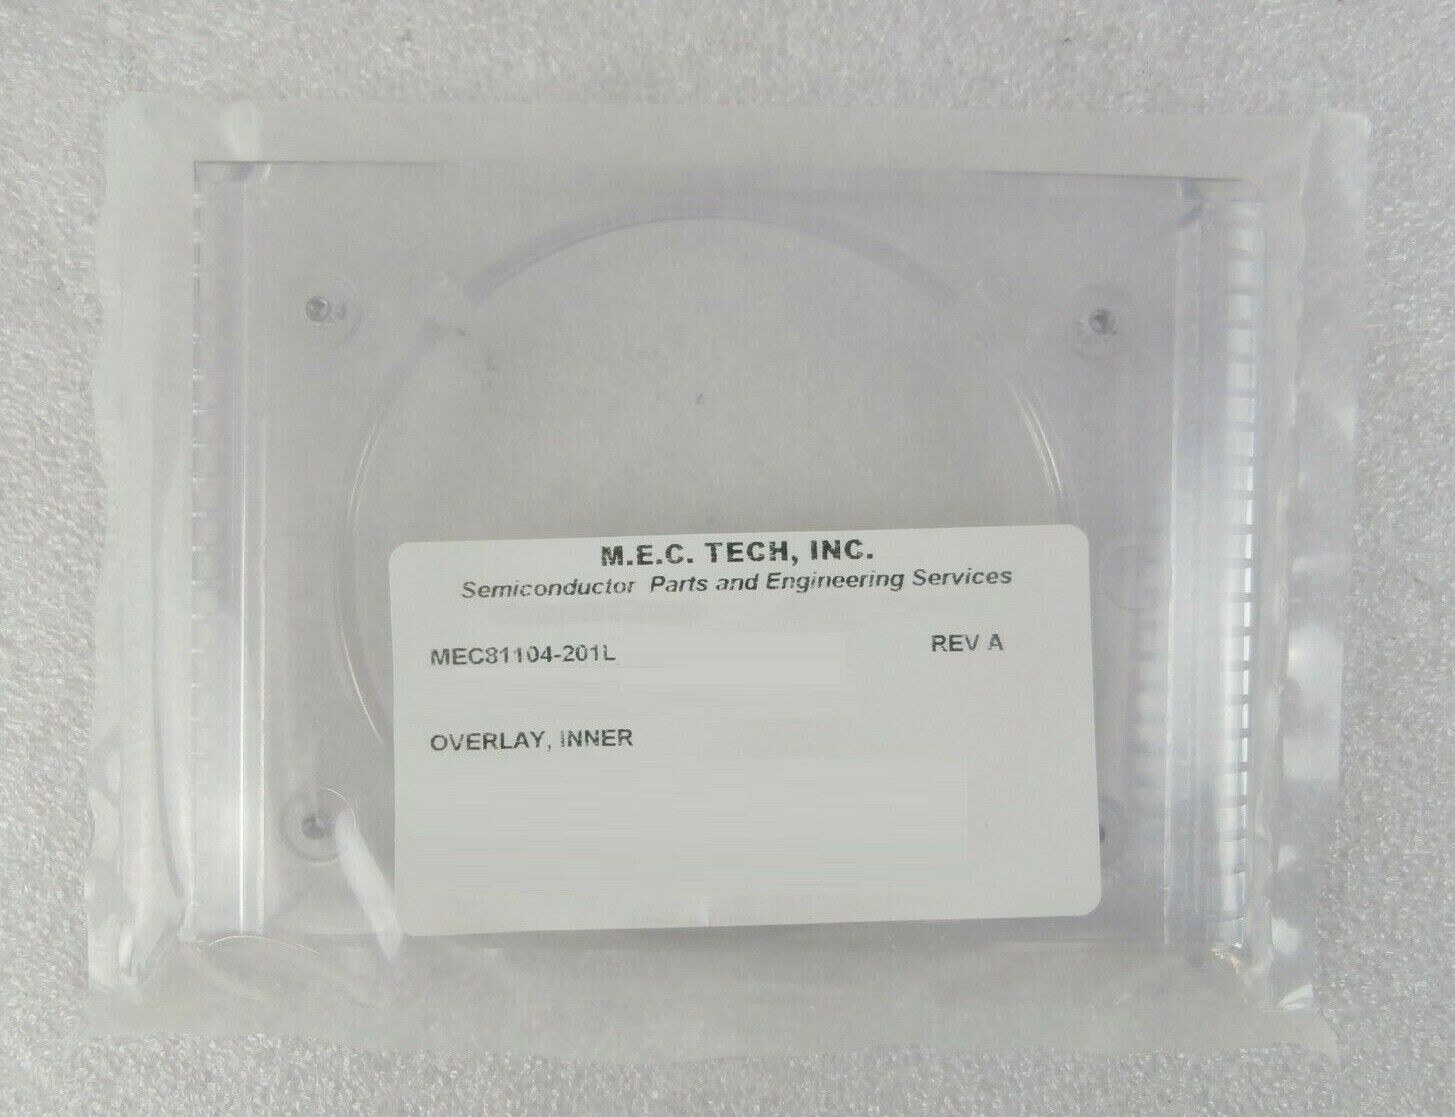 M.E.C. TECH, INC.
Semiconductor Parts and Engineering Services
MEC81104-201L REV A
OVERLAY, INNER